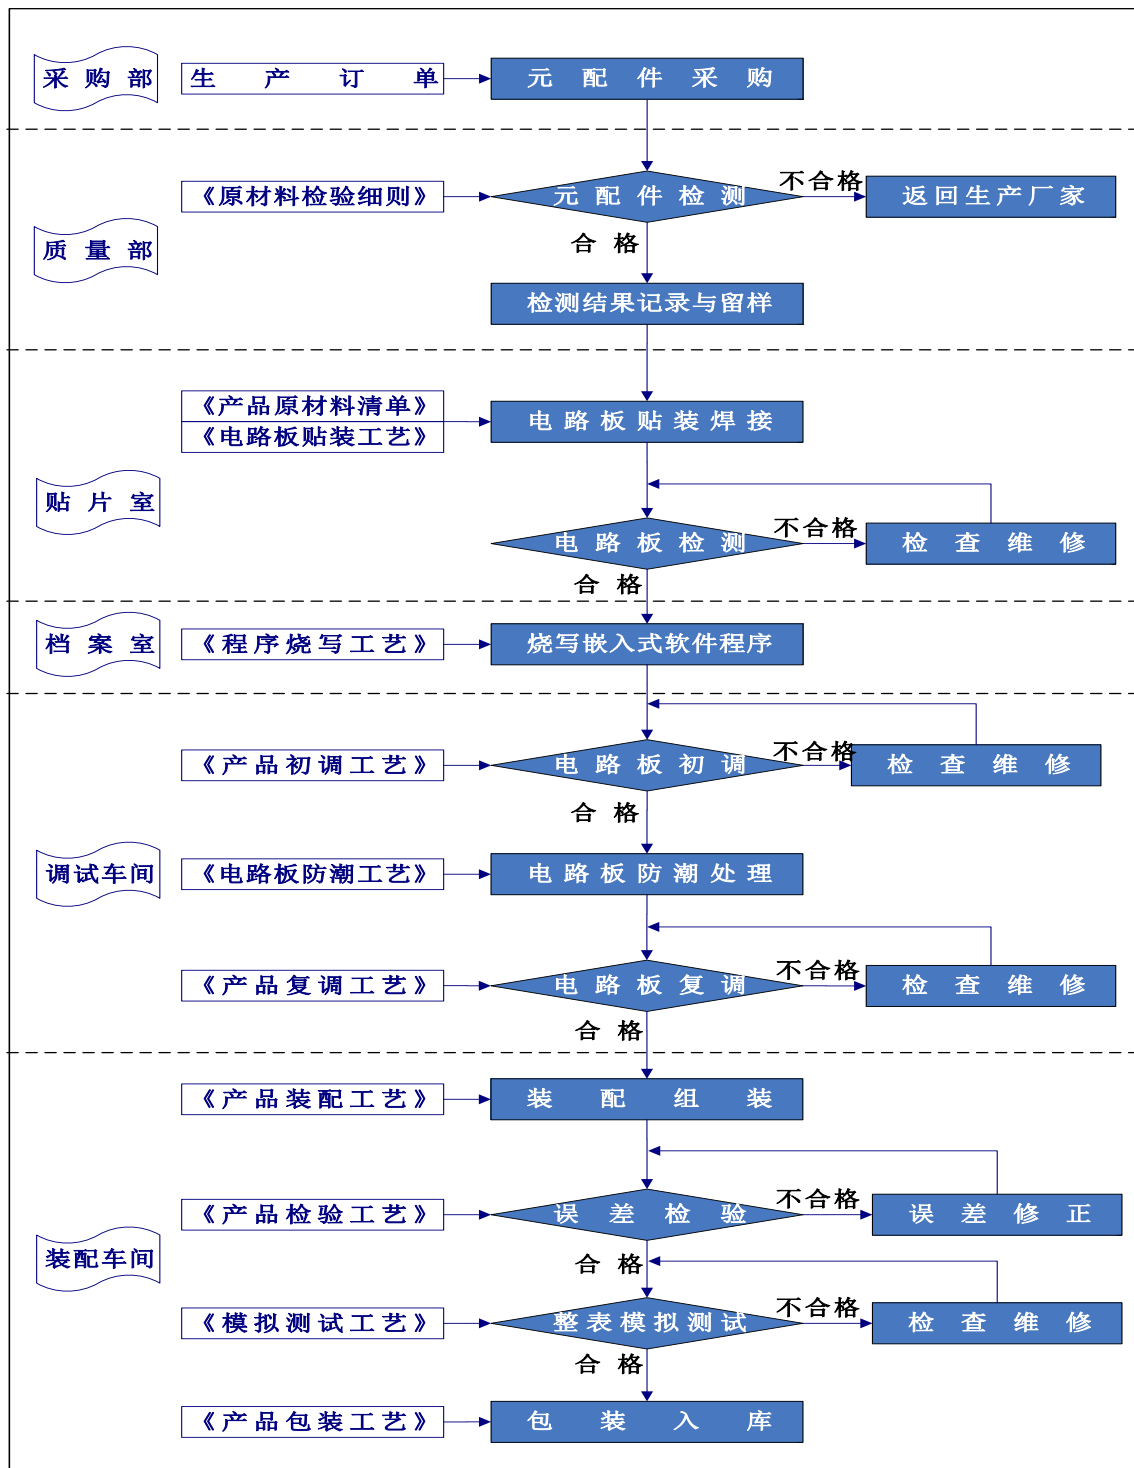 采购部
生产订单
元配件采购
《原材料检验细则》
元配件检测
不合格
返回生产厂家
质量部
合格
检测结果记录与留样
《产品原材料清单》
《电路板贴装工艺》
电路板贴装焊接
贴片室
电路板检测
不合格
检查维修
合格
档案室
《程序烧写工艺》
烧写嵌入式软件程序
《产品初调工艺》
电路板初调
不合格
检查维修
合格
调试车间
《电路板防潮工艺》
电路板防潮处理
《产品复调工艺》
电路板复调
不合格
检查维修
合格
《产品装配工艺》
装配组装
《产品检验工艺》
误差检验
不合格
误差修正
装配车间
合格
《模拟测试工艺》
整表模拟测试
不合格
检查维修
合格
《产品包装工艺》
包装入库